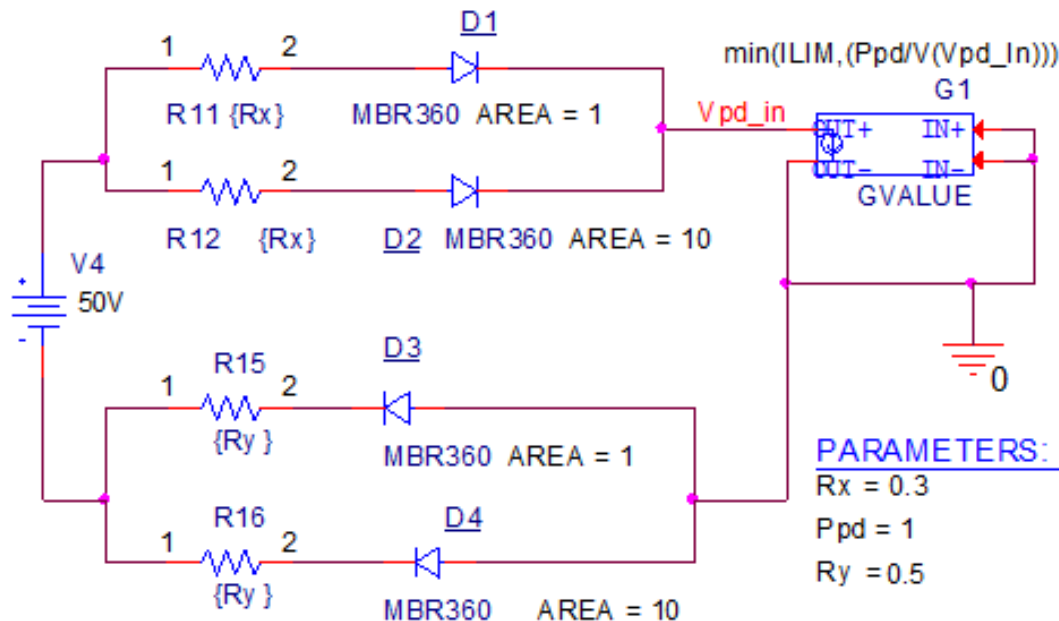 D1
1 2
min(ILIM,(Ppd/V(Vpd_In)))
G1
R11 {Rx} MBR360 AREA = 1
Vpd_in
OUT+ IN+
1 2
OUT- IN-
GVALUE
R12 {Rx} D2 MBR360 AREA = 10
V4
+
50V
-
R15 D3
1 2
{Ry }
MBR360 AREA = 1
0
PARAMETERS:
Rx = 0.3
R16 D4
1 2
Ppd = 1
{Ry }
Ry = 0.5
MBR360 AREA = 10